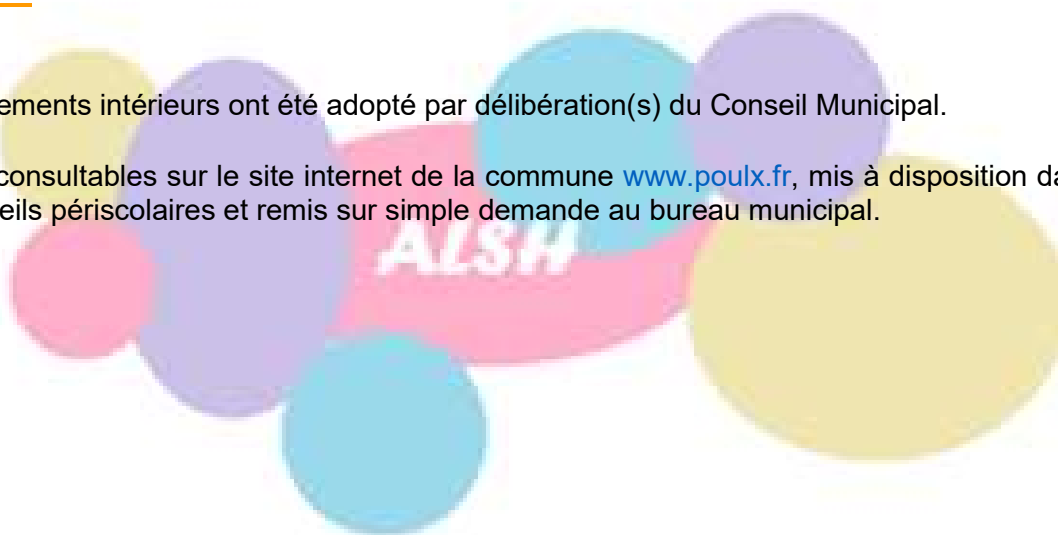 ements intérieurs ont été adopté par délibération(s) du Conseil Municipal.
consultables sur le site internet de la commune www.poulx.fr, mis à disposition da
eils périscolaires et remis sur simple demande au bureau municipal.
ALSH